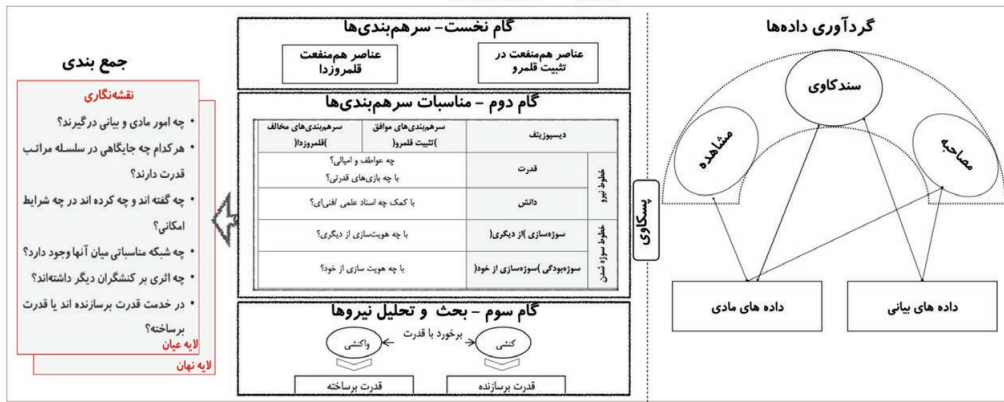 گردآوری داده‌ها
سندکاوی
مصاحبه
مشاهده
داده های بیانی
داده های مادی
پسکاوی
گام نخست- سرهم‌بندی‌ها
عناصر هم‌منفعت در
تثبیت قلمرو
عناصر هم‌منفعت
قلمروزدا
گام دوم - مناسبات سرهم‌بندی‌ها
دیسپوزیتف
سرهم‌بندی‌های موافق
)تثبیت قلمرو(
سرهم‌بندی‌های مخالف
)قلمروزدا(
خطوط نیرو
قدرت
چه عواطف و امیالی؟
با چه بازی‌های قدرتی؟
دانش
با کمک چه اسناد علمی /فنی‌ای؟
خطوط سوژه شدن
سوژه‌سازی )از دیگری(
با چه هویت‌سازی از دیگری؟
سوژه‌بودگی )سوژه‌سازی از خود(
با چه هویت سازی از خود؟
گام سوم - بحث و تحلیل نیروها
کنشی
برخورد با قدرت
واکنشی
قدرت برسازنده
قدرت برساخته
جمع بندی
نقشه‌نگاری
• چه امور مادی و بیانی درگیرند؟
• هرکدام چه جایگاهی در سلسله مراتب
قدرت دارند؟
• چه گفته اند و چه کرده اند در چه شرایط
امکانی؟
• چه شبکه مناسباتی میان آنها وجود دارد؟
• چه اثری بر کنشگران دیگر داشته‌اند؟
• در خدمت قدرت برسازنده اند یا قدرت
برساخته؟
لایه عیان
لایه نهان